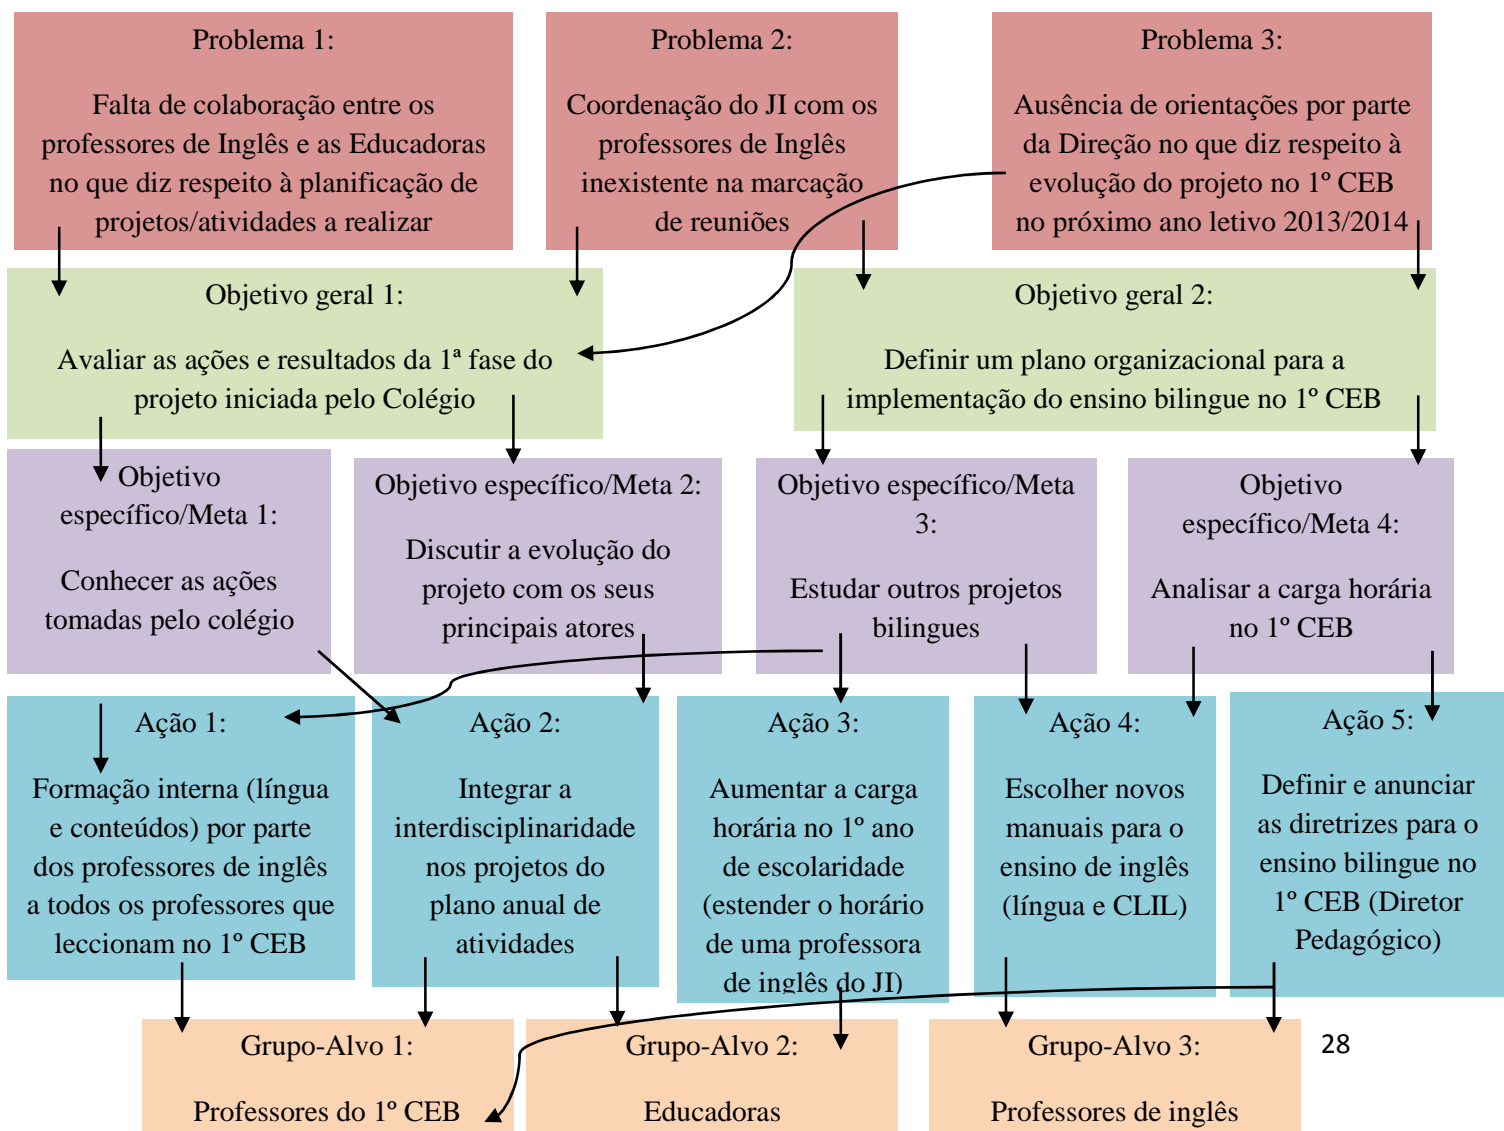 Problema 1:
Falta de colaboração entre os
professores de Inglês e as Educadoras
no que diz respeito à planificação de
projetos/atividades a realizar
Problema 2:
Coordenação do JI com os
professores de Inglês
inexistente na marcação
de reuniões
Problema 3:
Ausência de orientações por parte
da Direção no que diz respeito à
evolução do projeto no 1º CEB
no próximo ano letivo 2013/2014
Objetivo geral 1:
Avaliar as ações e resultados da 1ª fase do
projeto iniciada pelo Colégio
Objetivo geral 2:
Definir um plano organizacional para a
implementação do ensino bilingue no 1º CEB
Objetivo
específico/Meta 1:
Conhecer as ações
tomadas pelo colégio
Objetivo específico/Meta 2:
Discutir a evolução do
projeto com os seus
principais atores
Objetivo específico/Meta
3:
Estudar outros projetos
bilingues
Objetivo
específico/Meta 4:
Analisar a carga horária
no 1º CEB
Ação 1:
Formação interna (língua
e conteúdos) por parte
dos professores de inglês
a todos os professores que
leccionam no 1º CEB
Ação 2:
Integrar a
interdisciplinaridade
nos projetos do
plano anual de
atividades
Ação 3:
Aumentar a carga
horária no 1º ano
de escolaridade
(estender o horário
de uma professora
de inglês do JI)
Ação 4:
Escolher novos
manuais para o
ensino de inglês
(língua e CLIL)
Ação 5:
Definir e anunciar
as diretrizes para o
ensino bilingue no
1º CEB (Diretor
Pedagógico)
Grupo-Alvo 1:
Professores do 1º CEB
Grupo-Alvo 2:
Educadoras
Grupo-Alvo 3:
Professores de inglês
28